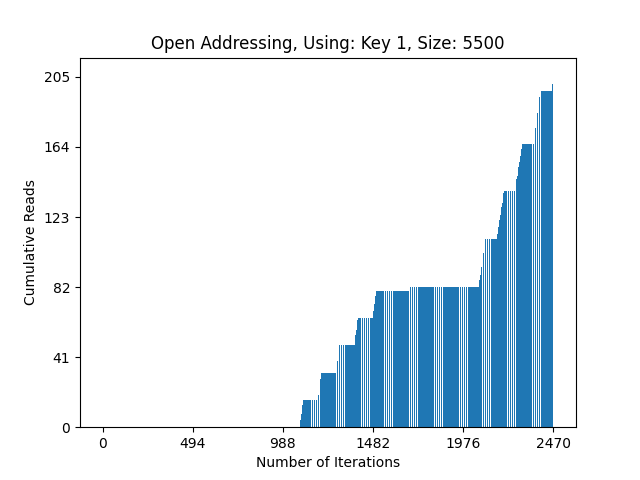 Open Addressing, Using: Key 1, Size: 5500
Cumulative Reads
205
164
123
82
41
0
0 494 988 1482 1976 2470
Number of Iterations